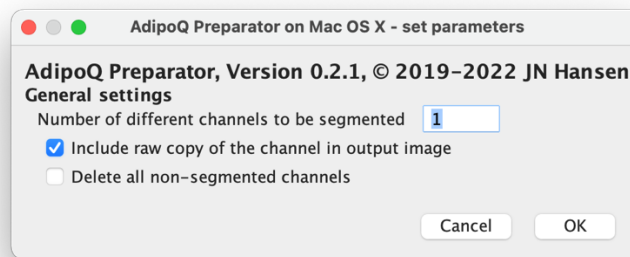 AdipoQ Preparator on Mac OS X - set parameters
AdipoQ Preparator, Version 0.2.1, © 2019-2022 JN Hansen
General settings
Number of different channels to be segmented 1
Include raw copy of the channel in output image
Delete all non-segmented channels
Cancel OK